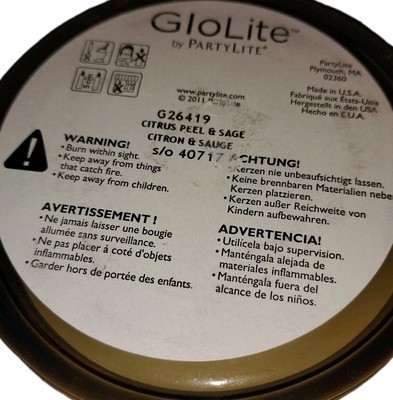 GloLite™
by PARTYLITE®
PartyLite
Plymouth, MA
02360
www.partylite.com
© 2011
Made in U.S.A.
Fabriqué aux États-Unis
Hergestellt in den USA
Hecho en E.U.A.
G26419
CITRUS PEEL & SAGE
CITRON & SAUGE
s/o 40717
WARNING!
• Burn within sight.
• Keep away from things
that catch fire.
• Keep away from children.
AVERTISSEMENT !
• Ne jamais laisser une bougie
allumée sans surveillance.
• Ne pas placer à coté d'objets
inflammables.
• Garder hors de portée des enfants.
ACHTUNG!
Kerzen nie unbeaufsichtigt lassen.
• Keine brennbaren Materialien nebe
Kerzen platzieren.
• Kerzen außer Reichweite von
Kindern aufbewahren.
ADVERTENCIA!
• Utilícela bajo supervision.
• Manténgala alejada de
materiales inflammables.
• Manténgala fuera del
alcance de los niños.